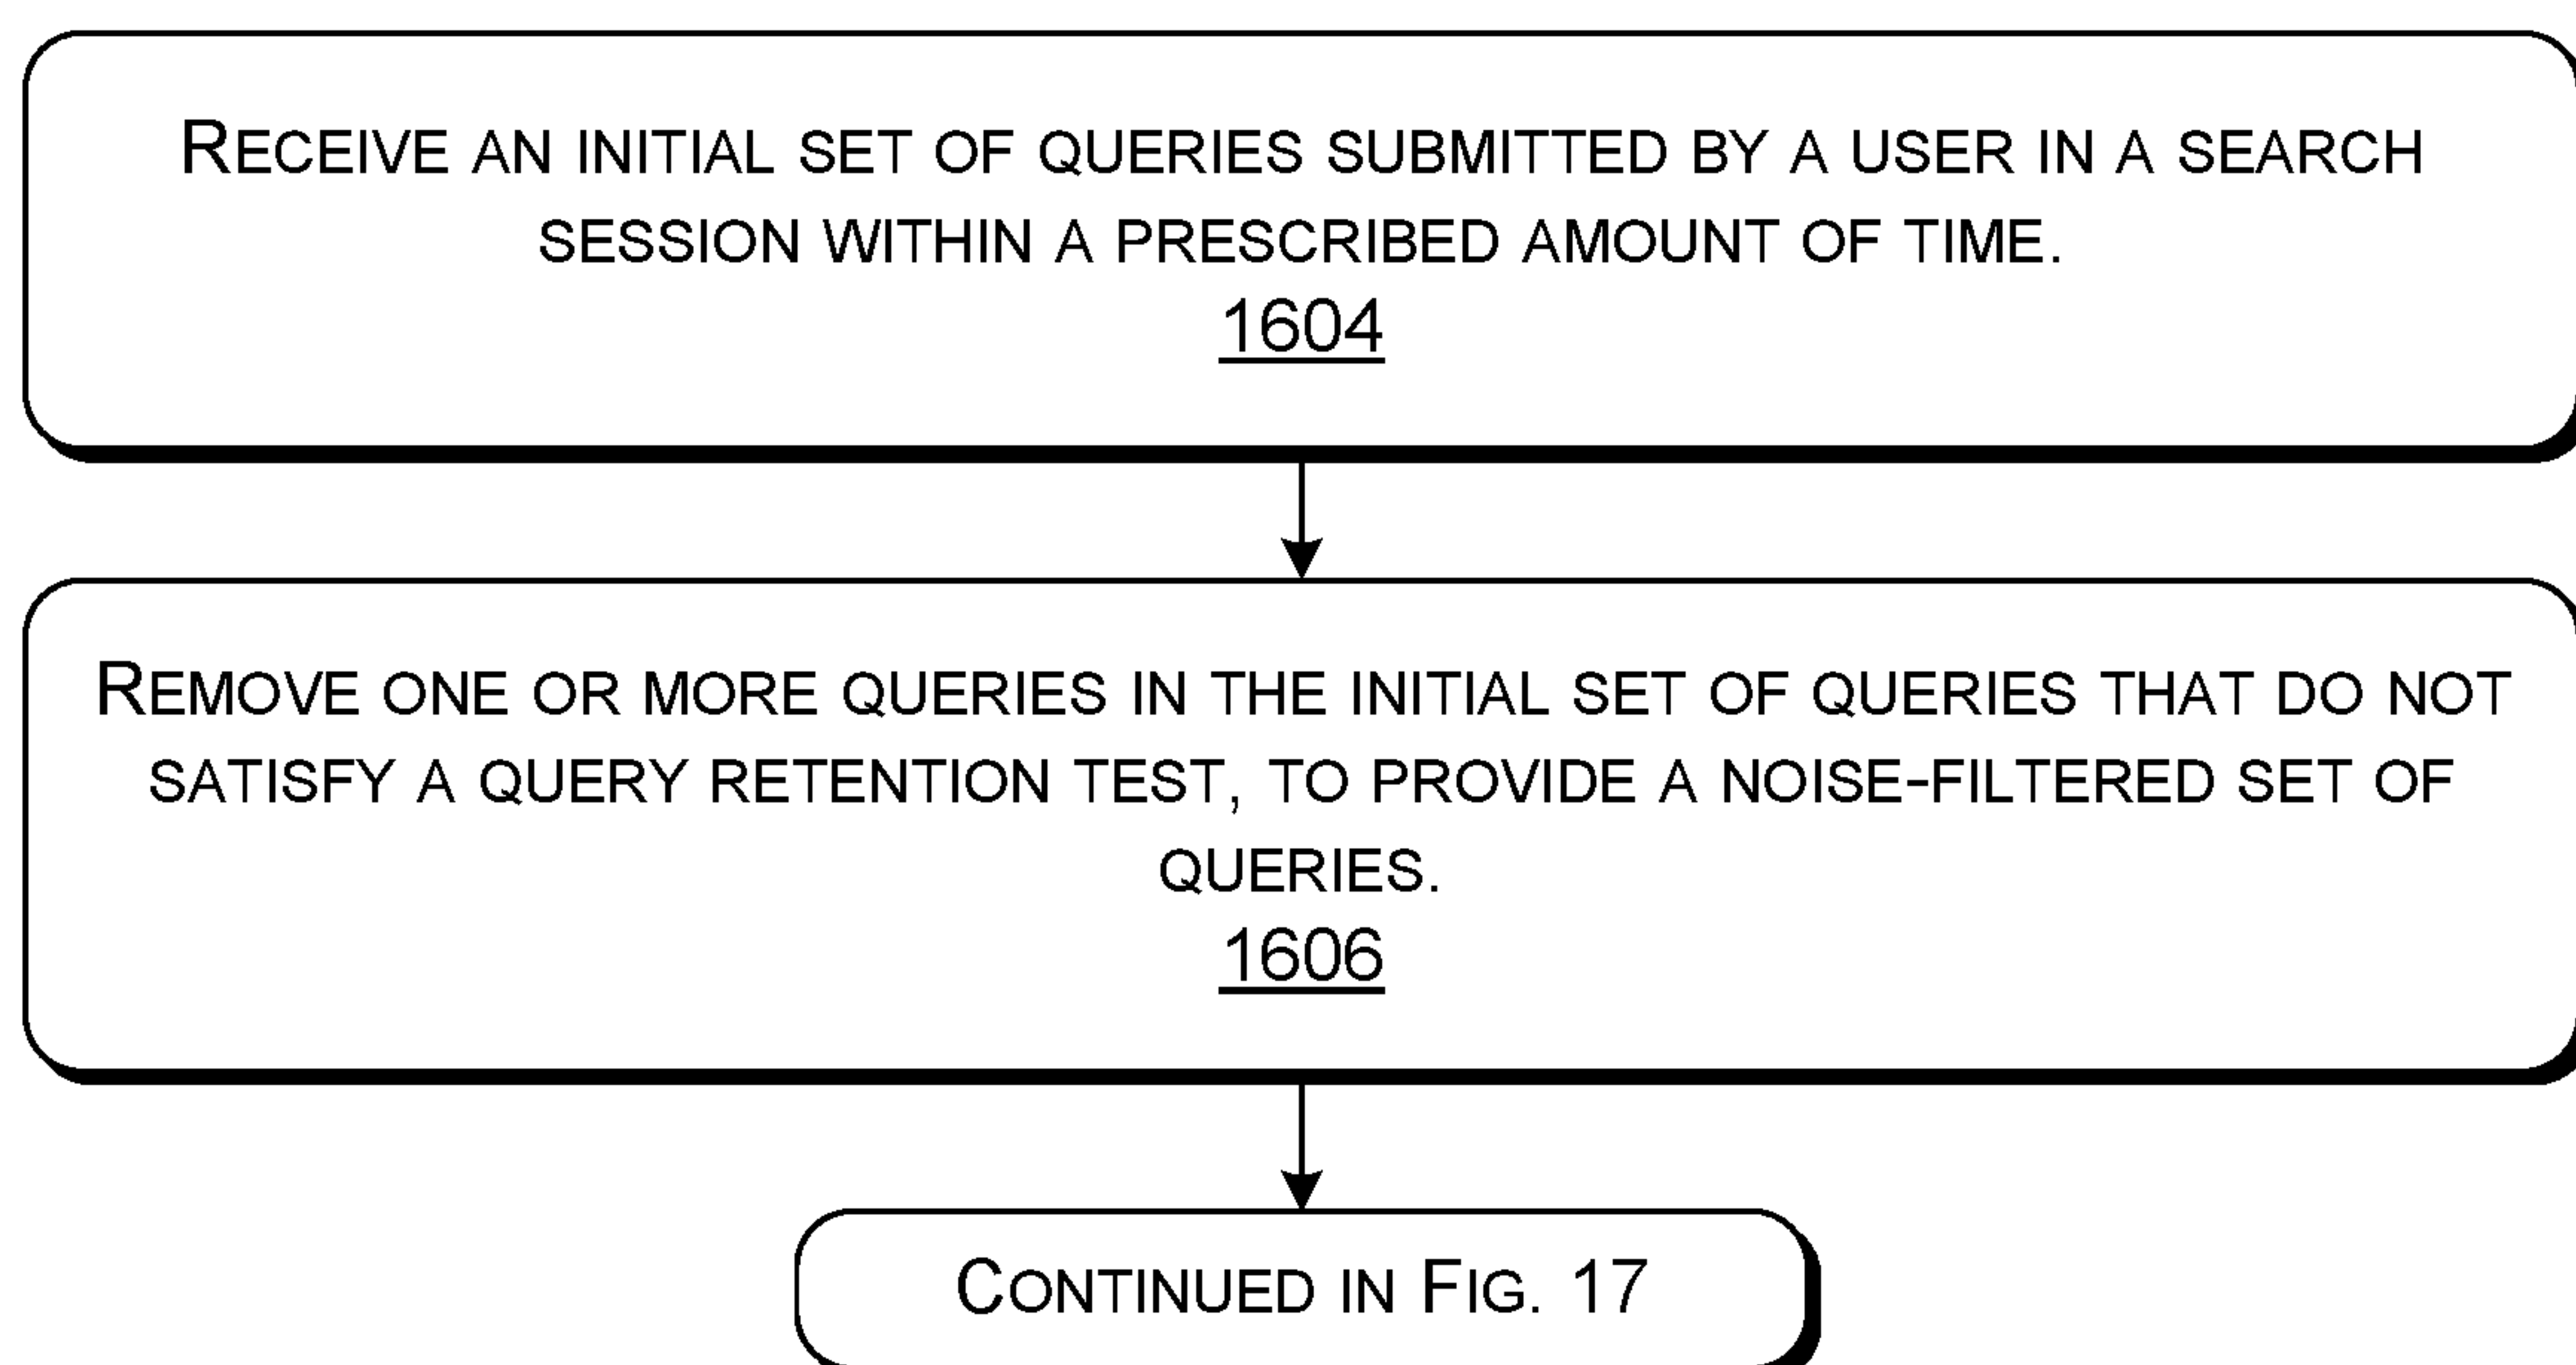 RECEIVE AN INITIAL SET OF QUERIES SUBMITTED BY A USER IN A SEARCH
SESSION WITHIN A PRESCRIBED AMOUNT OF TIME.
1604
REMOVE ONE OR MORE QUERIES IN THE INITIAL SET OF QUERIES THAT DO NOT
SATISFY A QUERY RETENTION TEST, TO PROVIDE A NOISE-FILTERED SET OF
QUERIES.
1606
CONTINUED IN FIG. 17